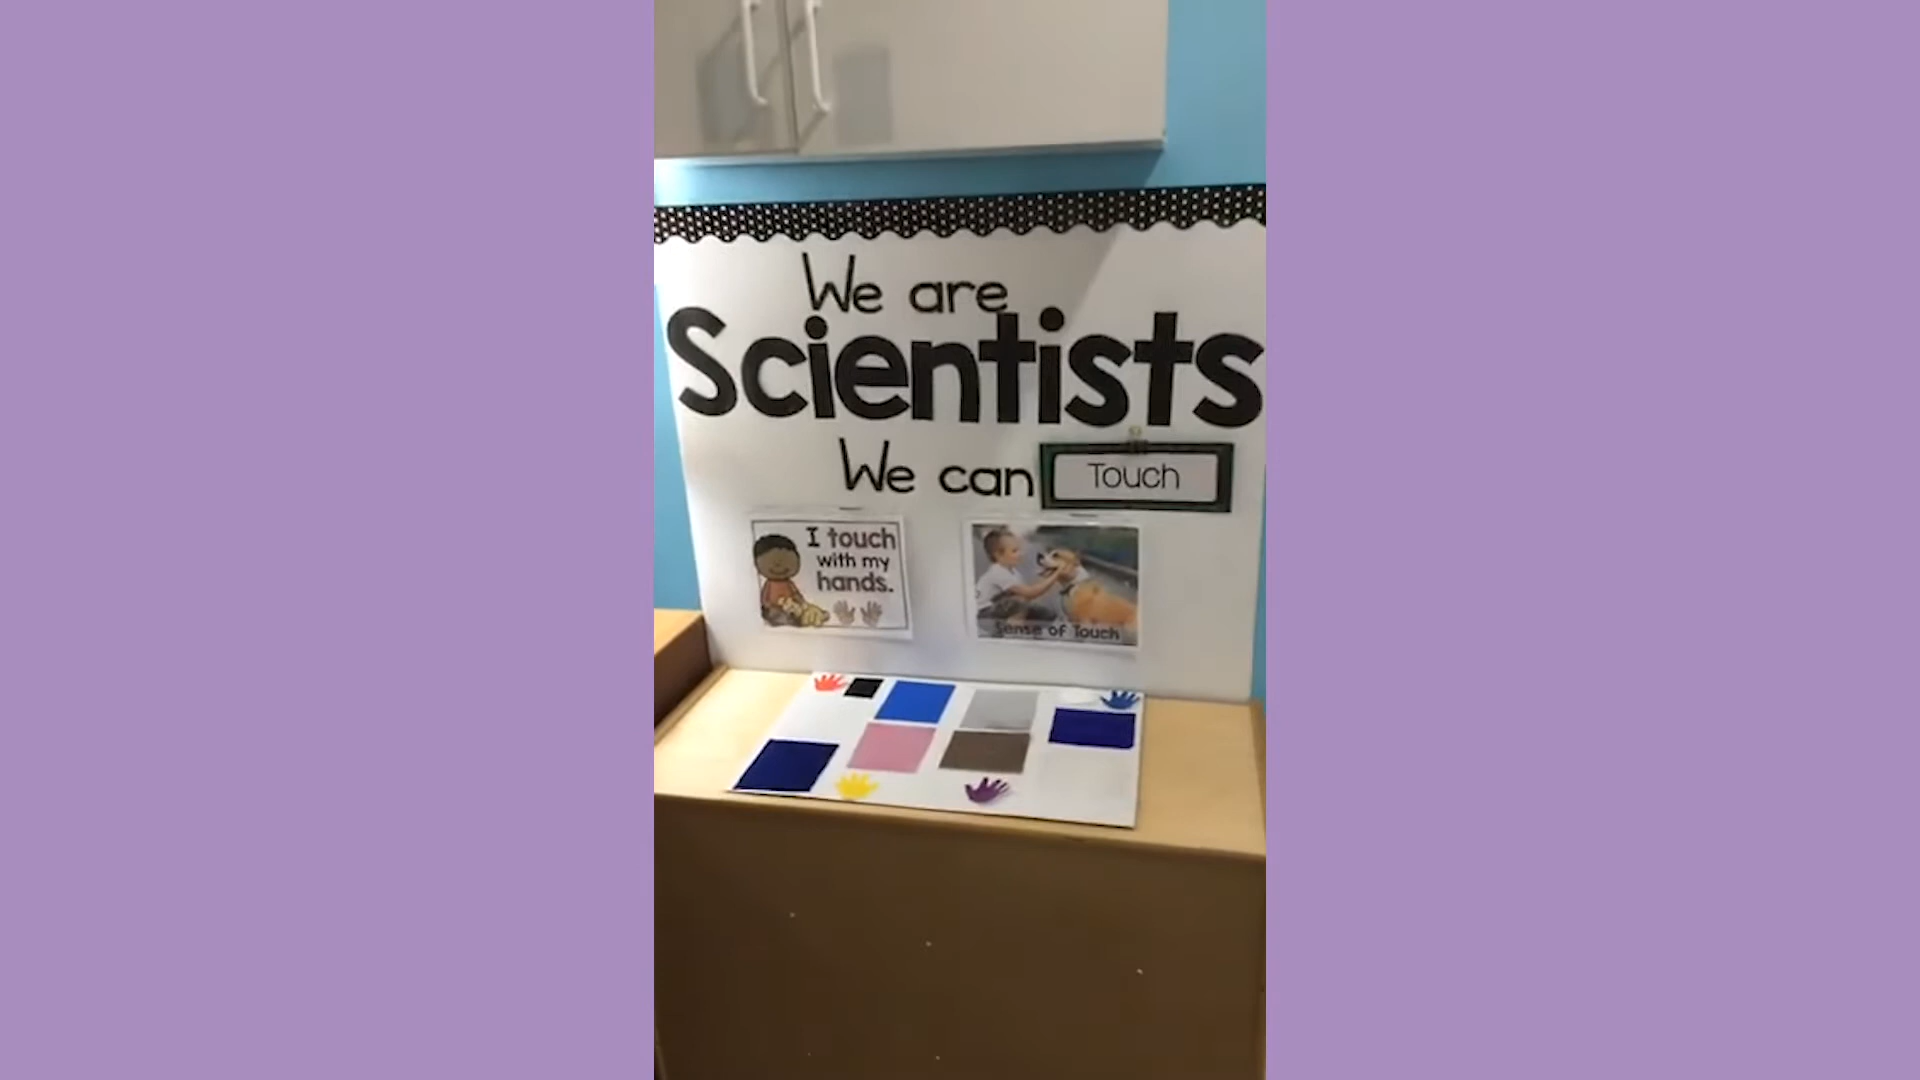 We are
Scientists
We can Touch
I touch
with my
hands.
Sense of Touch